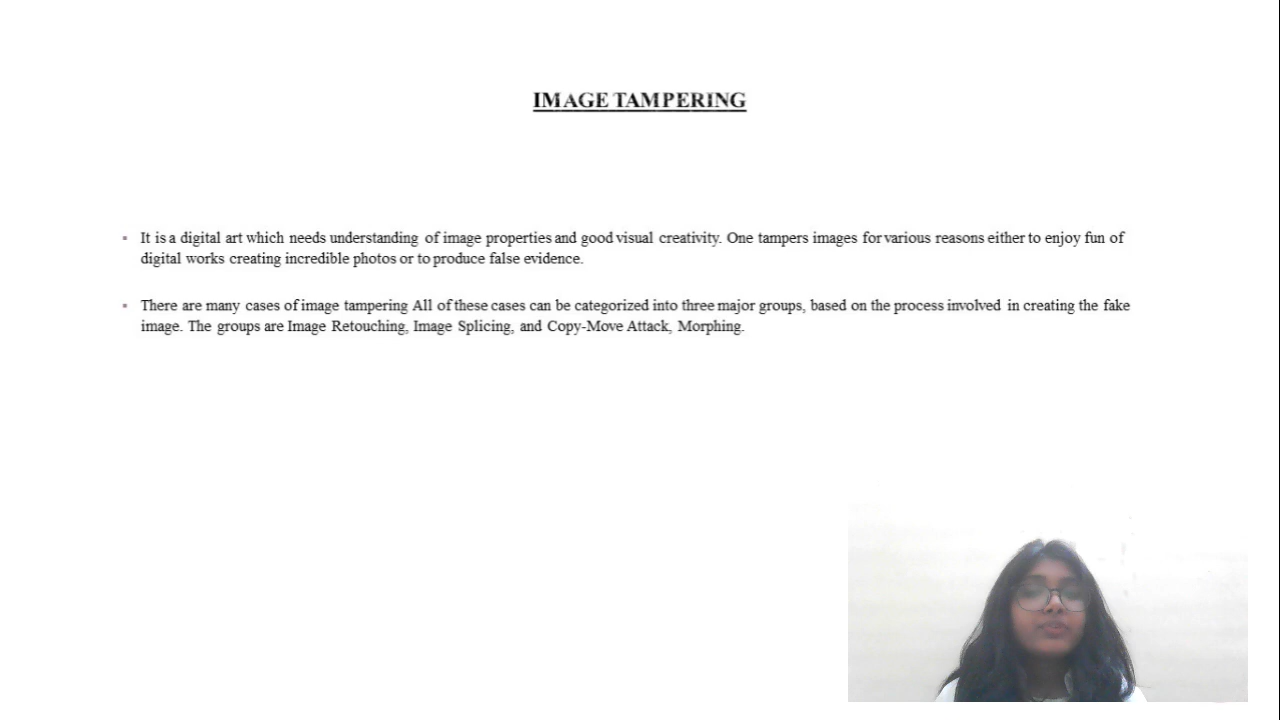 IMAGE TAMPERING
It is a digital art which needs understanding of image properties and good visual creativity. One tampers images for various reasons either to enjoy fun of
digital works creating incredible photos or to produce false evidence.
There are many cases of image tampering All of these cases can be categorized into three major groups, based on the process involved in creating the fake
image. The groups are Image Retouching, Image Splicing, and Copy-Move Attack, Morphing.